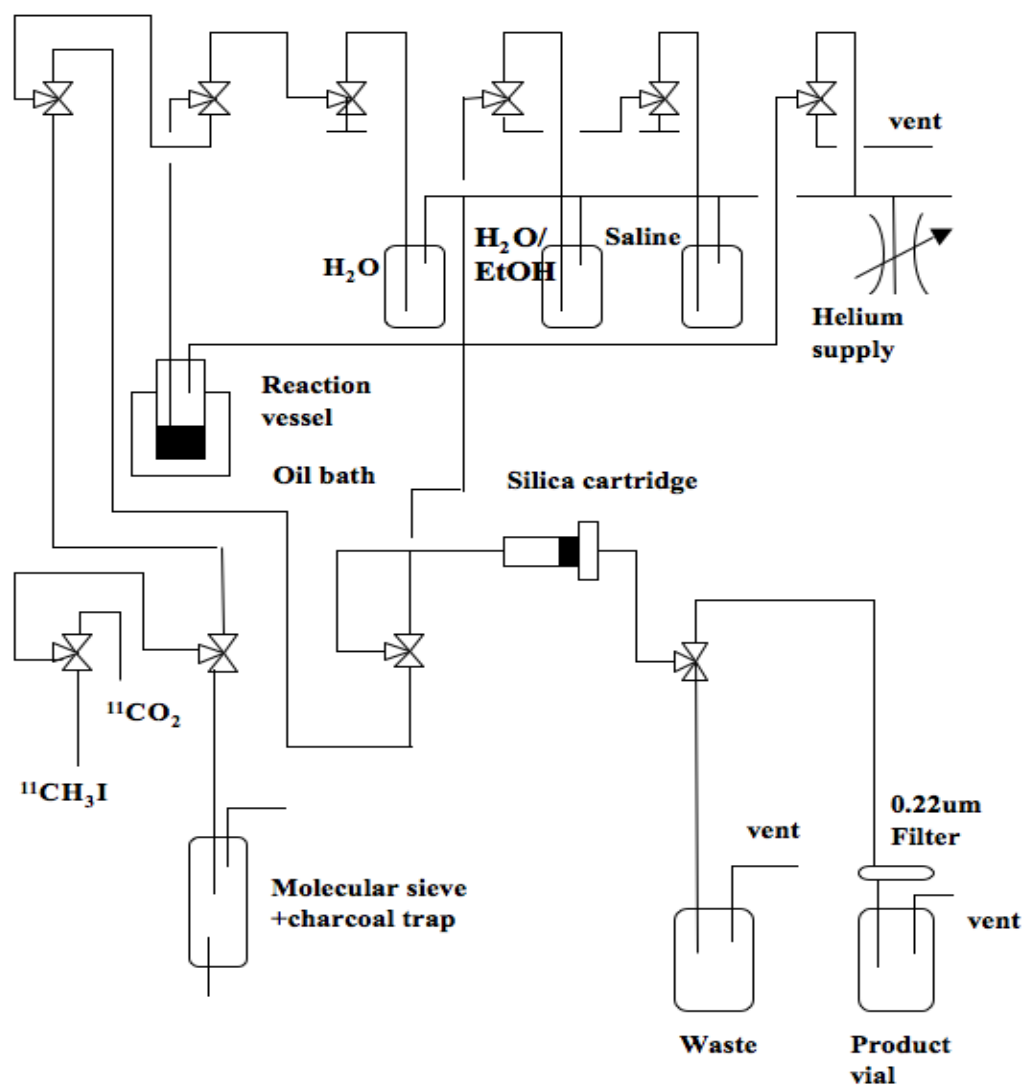 vent
H₂O
H₂O/
EtOH
Saline
Helium
supply
Reaction
vessel
Oil bath
Silica cartridge
¹¹CO₂
¹¹CH₃I
Molecular sieve
+charcoal trap
0.22um
Filter
vent
vent
Waste
Product
vial